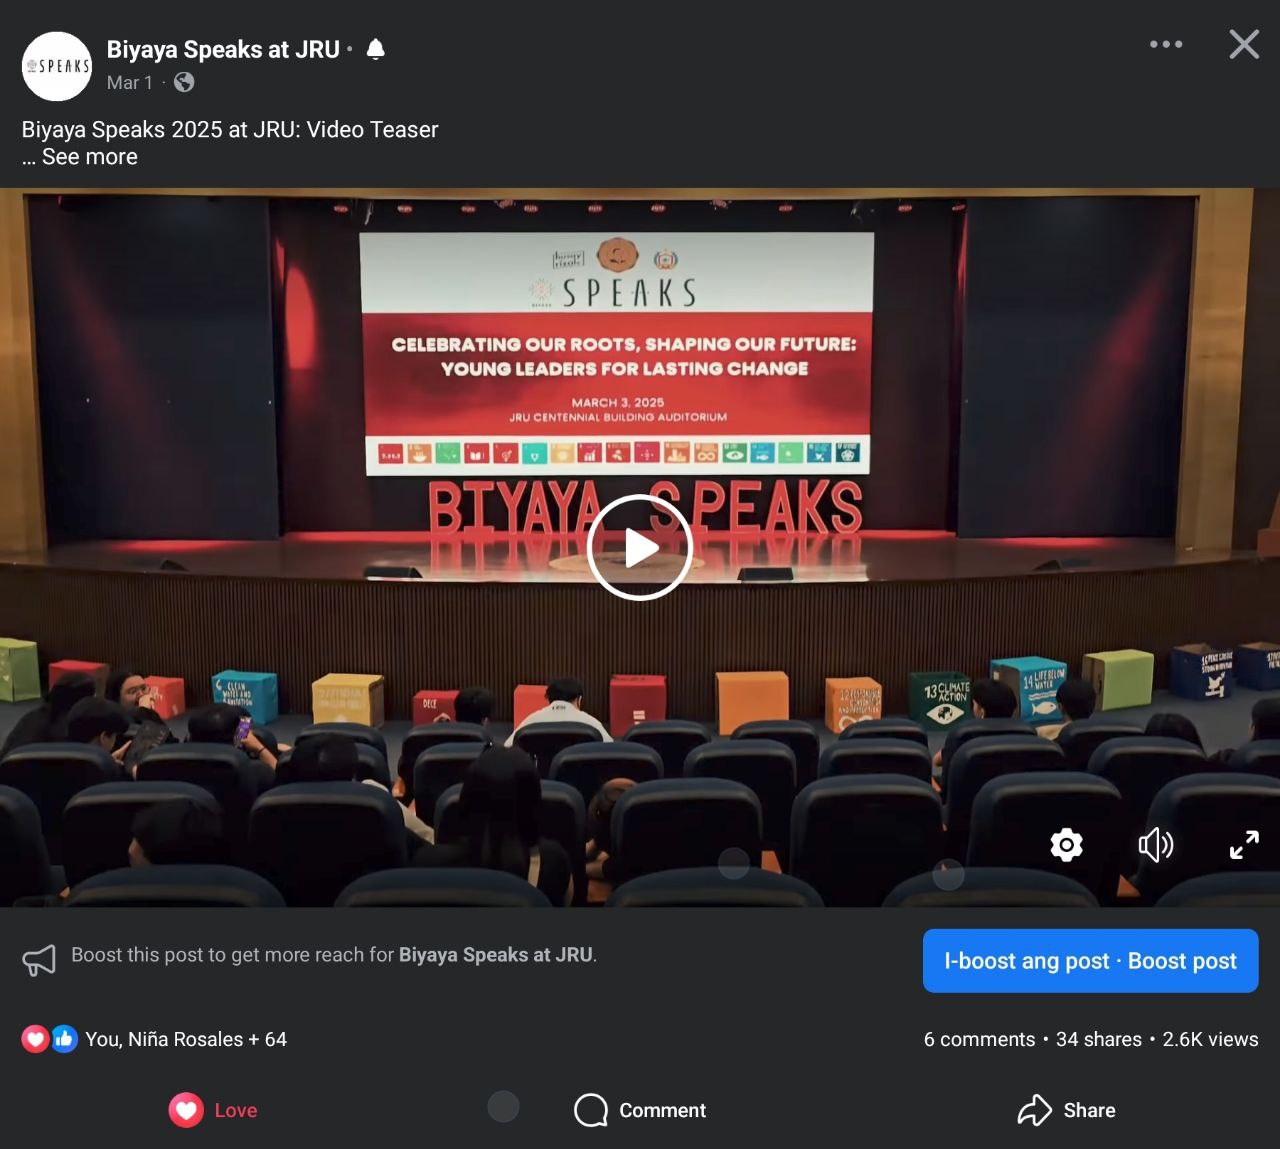 SPEAKS
Biyaya Speaks at JRU ·
Mar 1 ·
Biyaya Speaks 2025 at JRU: Video Teaser
... See more
SPEAKS
CELEBRATING OUR ROOTS, SHAPING OUR FUTURE:
YOUNG LEADERS FOR LASTING CHANGE
MARCH 3, 2025
JRU CENTENNIAL BUILDING AUDITORIUM
BIYAYA SPEAKS
6 CLEAN
WATER AND
SANITATION
DECE
13 CLIMATE
ACTION
14 LIFE BELOW
WATER
Boost this post to get more reach for Biyaya Speaks at JRU.
I-boost ang post · Boost post
You, Niña Rosales + 64
6 comments • 34 shares • 2.6K views
Love
Comment
Share